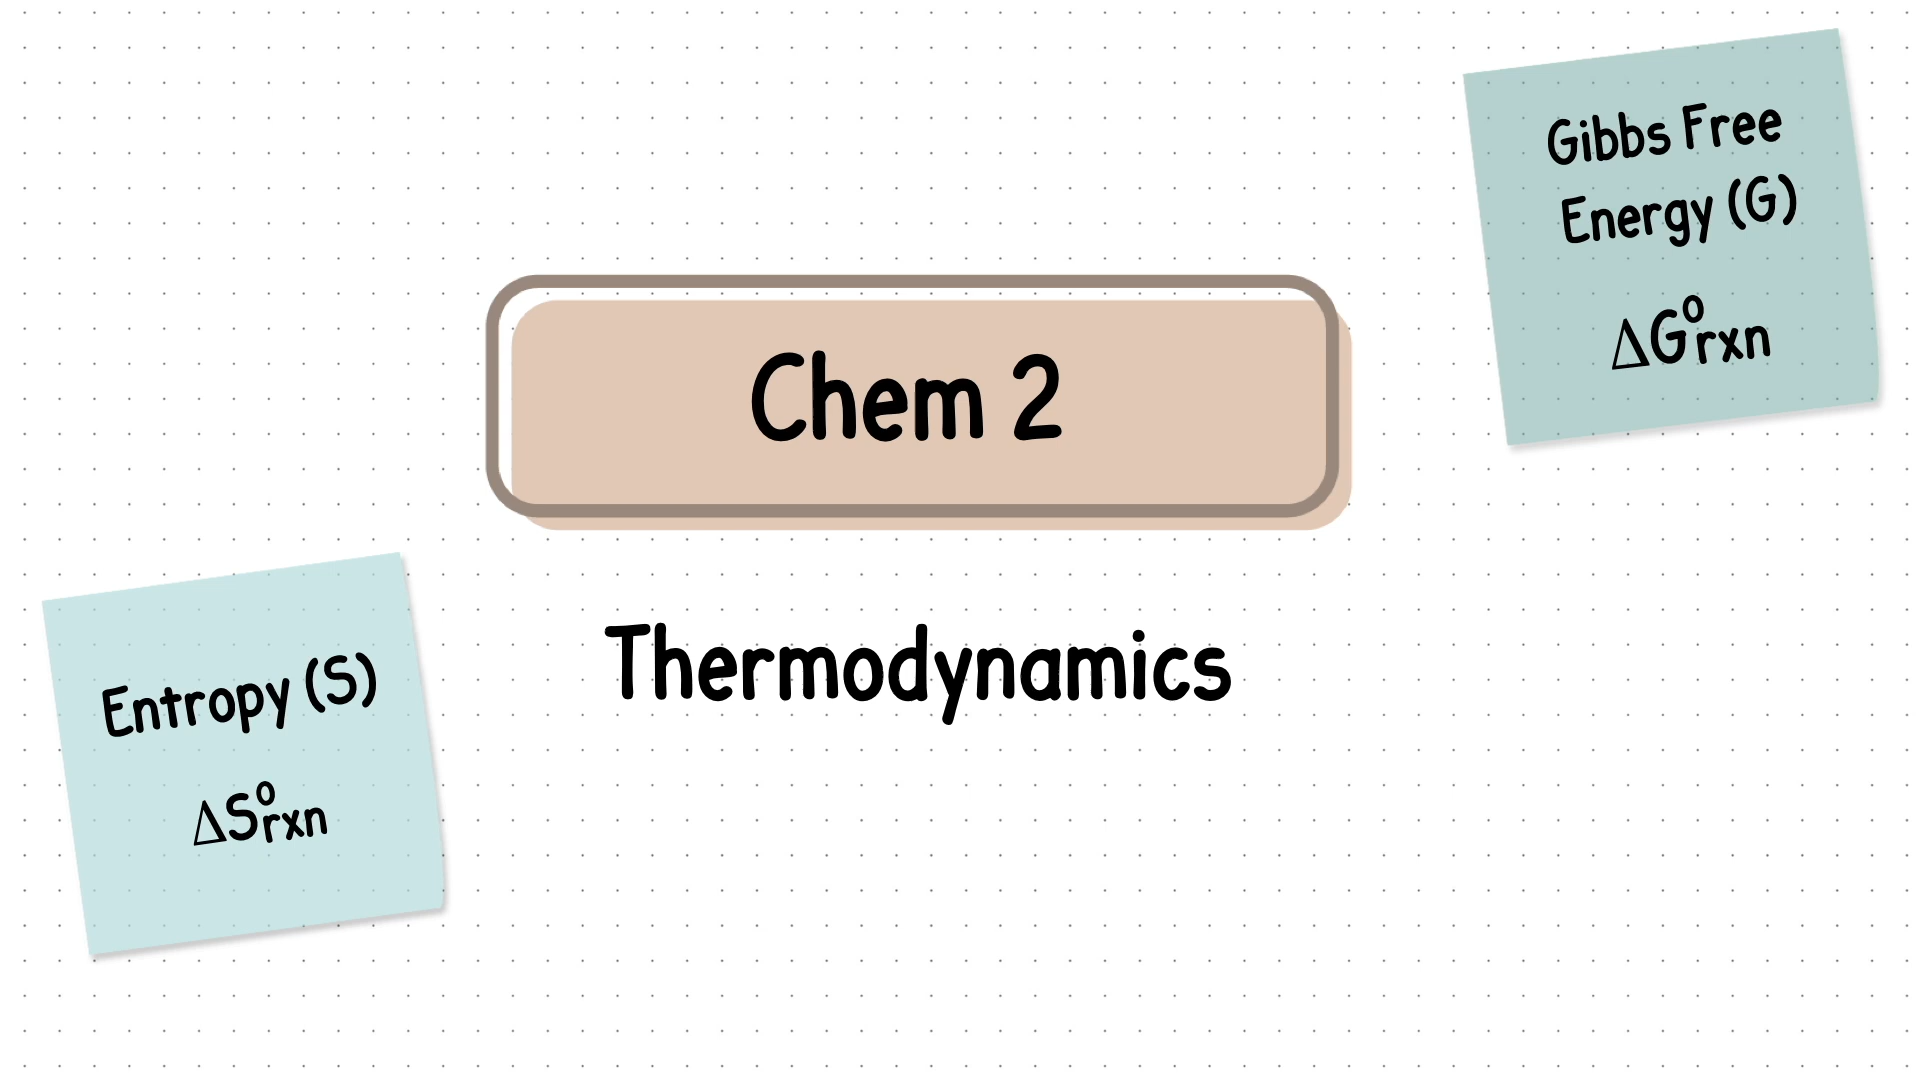 Chem 2
Thermodynamics
Gibbs Free
Energy (G)
ΔG°rxn
Entropy (S)
ΔS°rxn